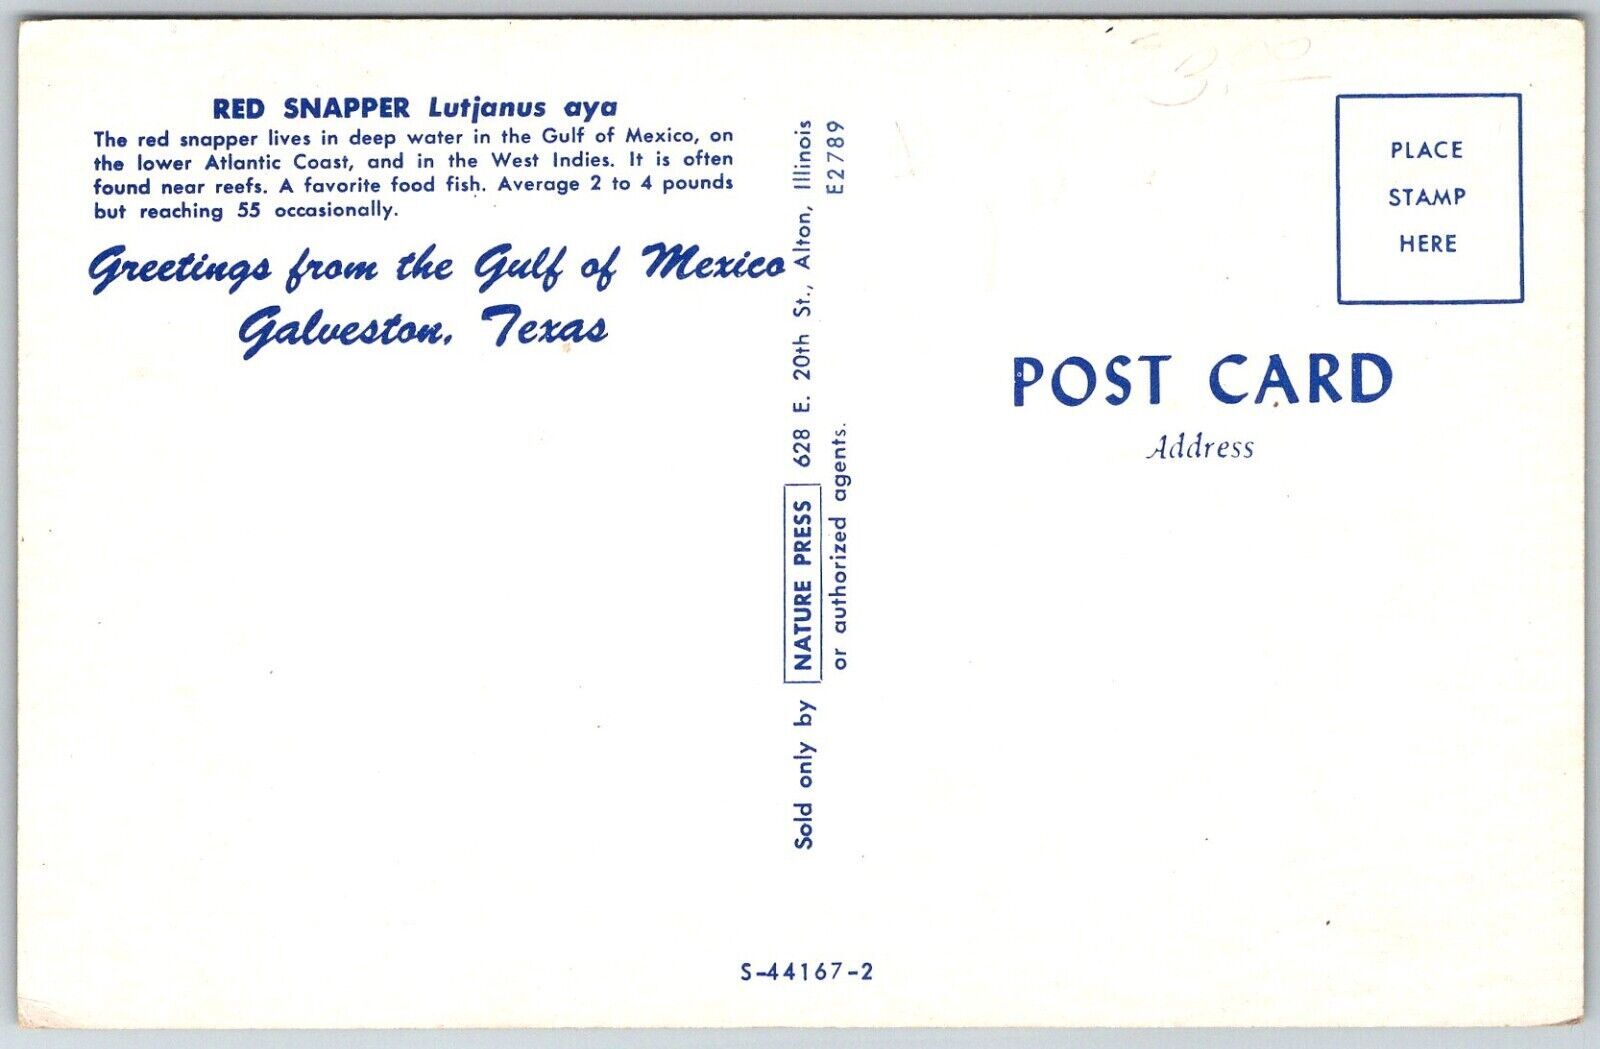 RED SNAPPER Lutjanus aya
The red snapper lives in deep water in the Gulf of Mexico, on
the lower Atlantic Coast, and in the West Indies. It is often
found near reefs. A favorite food fish. Average 2 to 4 pounds
but reaching 55 occasionally.
Greetings from the Gulf of Mexico
Galveston, Texas
Sold only by NATURE PRESS 628 E. 20th St., Alton, Illinois
or authorized agents. E2789
3.00
PLACE
STAMP
HERE
POST CARD
Address
S-44167-2